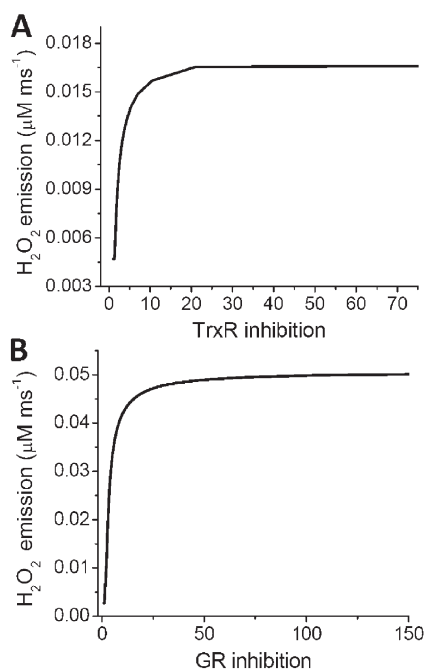 A
H₂O₂ emission (μM ms⁻¹)
0.018
0.015
0.012
0.009
0.006
0.003
0 10 20 30 40 50 60 70
TrxR inhibition
B
H₂O₂ emission (μM ms⁻¹)
0.05
0.04
0.03
0.02
0.01
0.00
0 50 100 150
GR inhibition